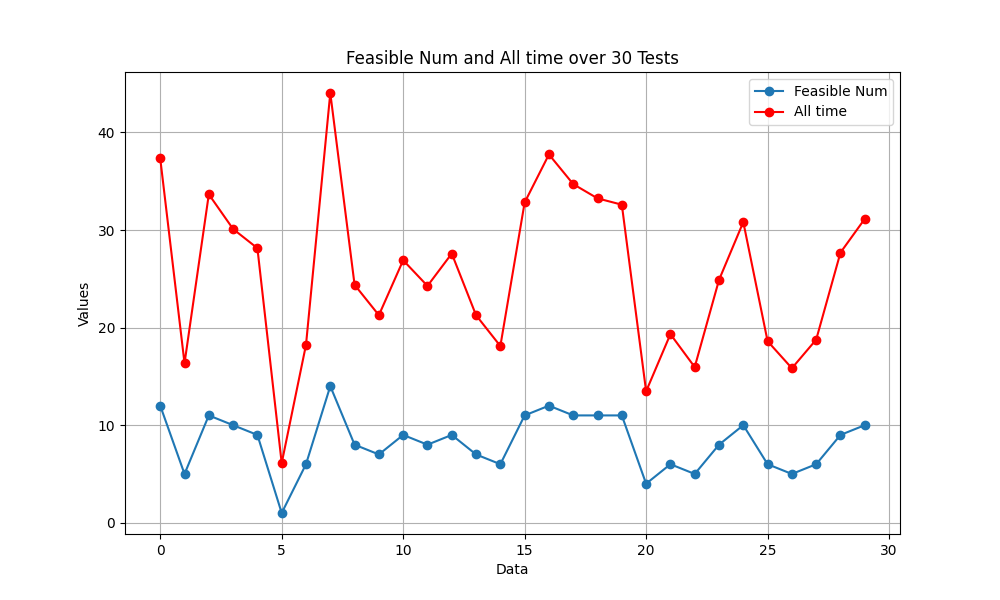 Feasible Num and All time over 30 Tests
Feasible Num
All time
40
30
20
10
0
Values
0 5 10 15 20 25 30
Data